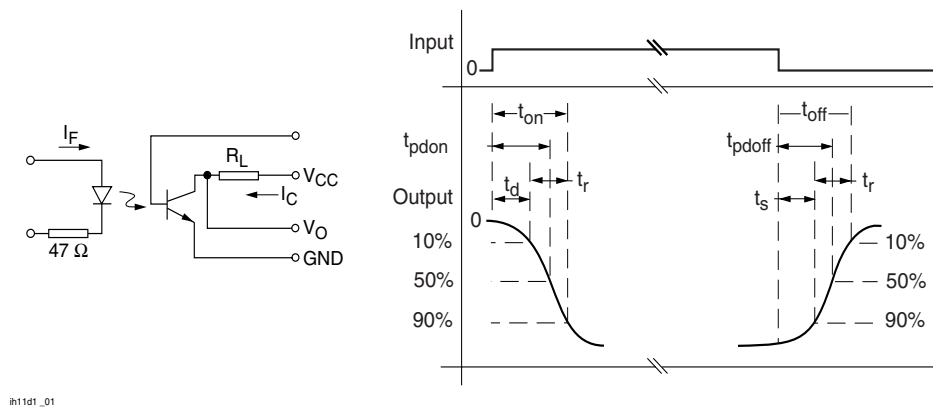 I_F
R_L
V_CC
I_C
V_O
GND
47 Ω
Input
0
t_on
t_off
t_pdon
t_pdoff
t_d
t_r
t_s
t_r
Output
0
10%
10%
50%
50%
90%
90%
ih11d1_01